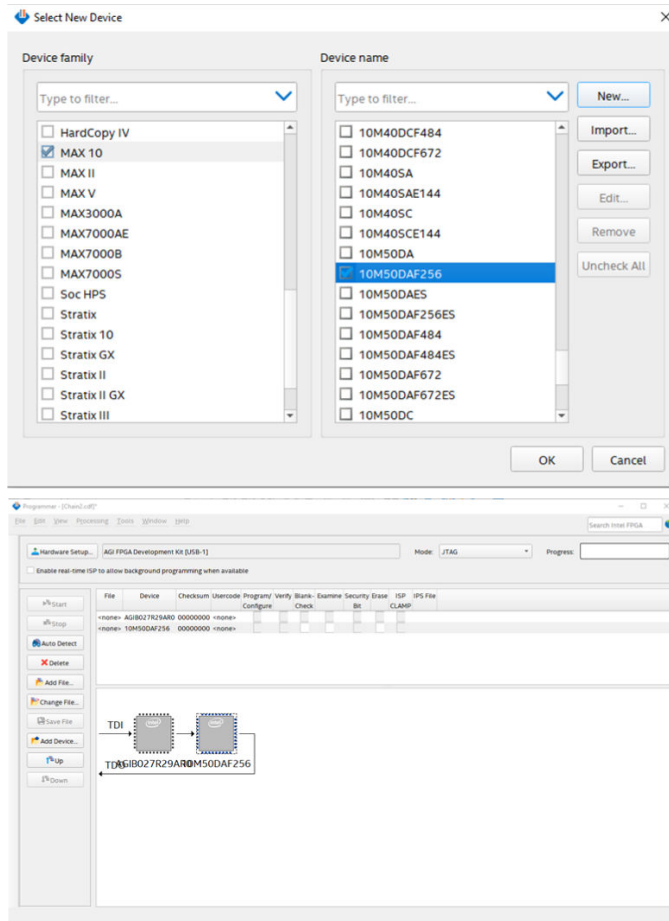 Select New Device
Device family
Device name
Type to filter...
Type to filter...
New...
Import...
Export...
Edit...
Remove
Uncheck All
HardCopy IV
MAX 10
MAX II
MAX V
MAX3000A
MAX7000AE
MAX7000B
MAX7000S
Soc HPS
Stratix
Stratix 10
Stratix GX
Stratix II
Stratix II GX
Stratix III
10M40DCF484
10M40DCF672
10M40SA
10M40SAE144
10M40SC
10M40SCE144
10M50DA
10M50DAF256
10M50DAES
10M50DAF256ES
10M50DAF484
10M50DAF484ES
10M50DAF672
10M50DAF672ES
10M50DC
OK Cancel
Programmer - [Chain2.cdf]*
File Edit View Processing Tools Window Help
Search Intel FPGA
Hardware Setup... AGI FPGA Development Kit [USB-1] Mode: JTAG Progress:
Enable real-time ISP to allow background programming when available
Start
Stop
Auto Detect
Delete
Add File...
Change File...
Save File
Add Device...
Up
Down
File Device Checksum Usercode Program/ Verify Blank- Examine Security Erase ISP IPS File
Configure Check Bit CLAMP
<none> AGIB027R29AR0 00000000 <none>
<none> 10M50DAF256 00000000 <none>
TDI
intel intel
TDO AGIB027R29AR0 10M50DAF256